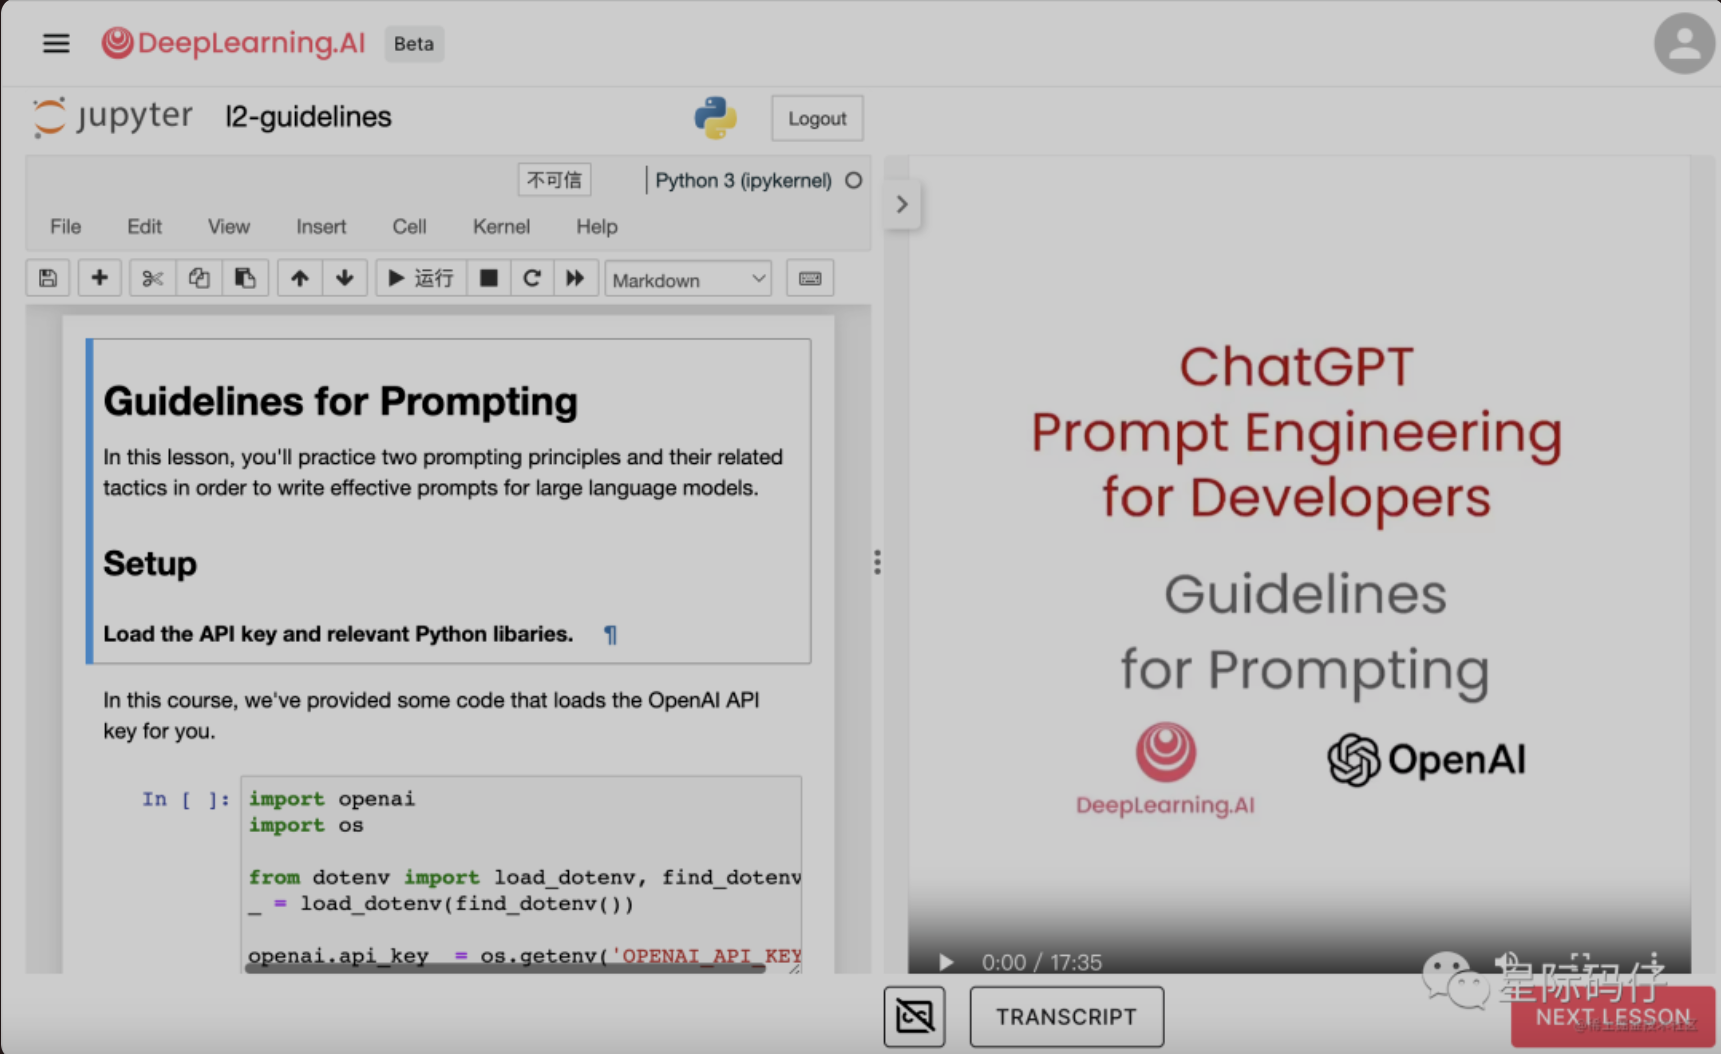 DeepLearning.AI Beta
jupyter l2-guidelines
Logout
不可信
Python 3 (ipykernel)
File Edit View Insert Cell Kernel Help
运行
Markdown
Guidelines for Prompting
In this lesson, you'll practice two prompting principles and their related
tactics in order to write effective prompts for large language models.
Setup
Load the API key and relevant Python libaries. ¶
In this course, we've provided some code that loads the OpenAI API
key for you.
In [ ]:
import openai
import os
from dotenv import load_dotenv, find_dotenv
_ = load_dotenv(find_dotenv())
openai.api_key = os.getenv('OPENAI_API_KEY
ChatGPT
Prompt Engineering
for Developers
Guidelines
for Prompting
DeepLearning.AI
OpenAI
0:00 / 17:35
星际码仔
TRANSCRIPT
NEXT LESSON